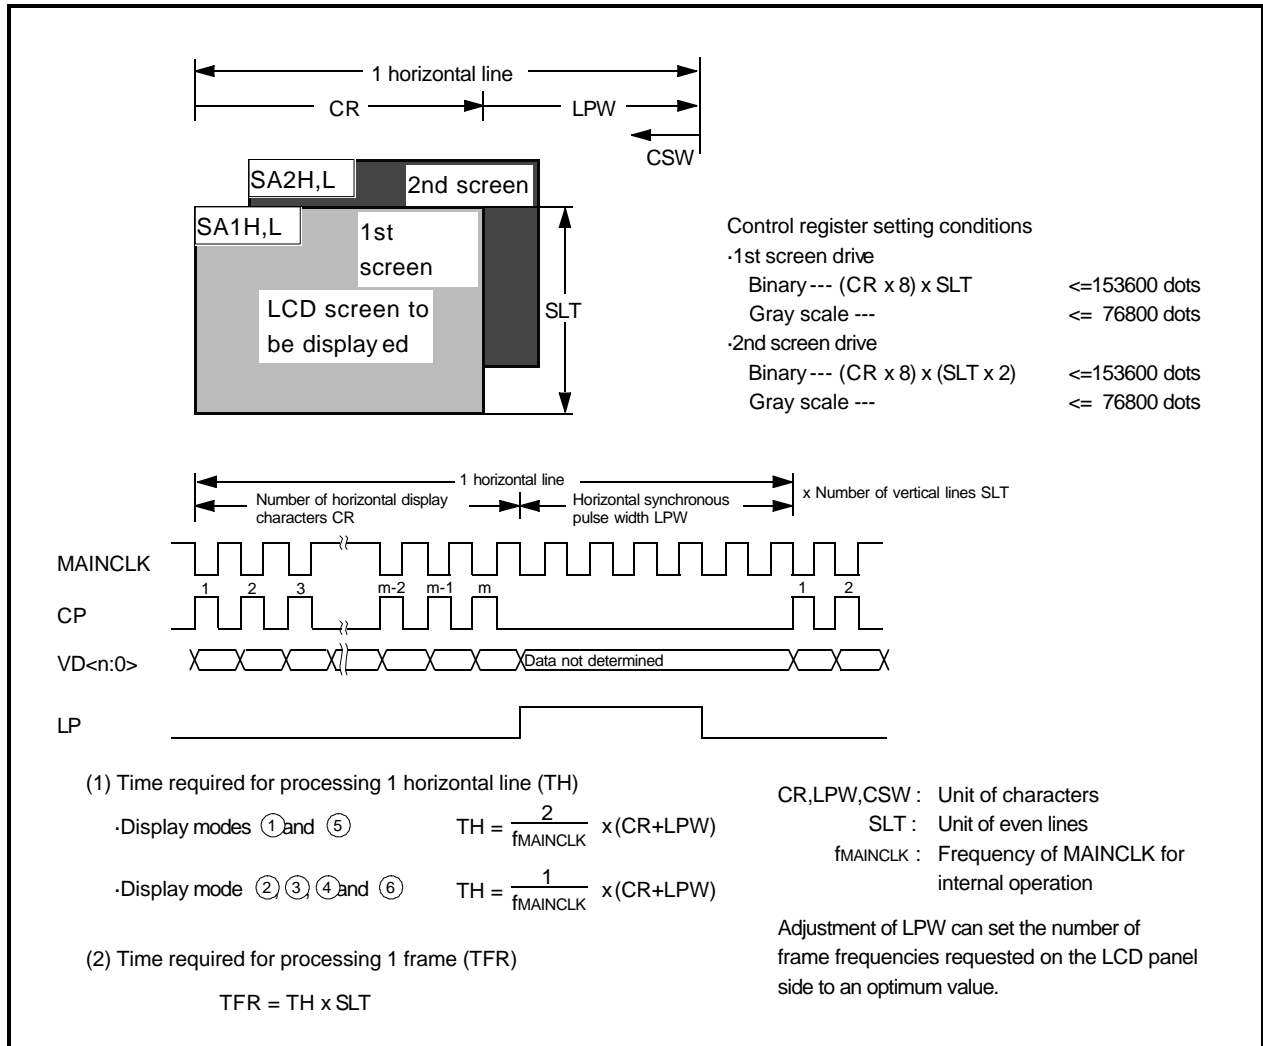 1 horizontal line
CR
LPW
CSW
SA2H,L
2nd screen
SA1H,L
1st
screen
LCD screen to
be displayed
SLT
Control register setting conditions
·1st screen drive
Binary--- (CR x 8) x SLT <=153600 dots
Gray scale --- <= 76800 dots
·2nd screen drive
Binary--- (CR x 8) x (SLT x 2) <=153600 dots
Gray scale --- <= 76800 dots
1 horizontal line
Number of horizontal display
characters CR
Horizontal synchronous
pulse width LPW
x Number of vertical lines SLT
MAINCLK
1 2 3 m-2 m-1 m 1 2
CP
VD<n:0>
Data not determined
LP
(1) Time required for processing 1 horizontal line (TH)
·Display modes ① and ⑤ TH = 2/fMAINCLK x (CR+LPW)
·Display mode ②, ③, ④ and ⑥ TH = 1/fMAINCLK x (CR+LPW)
(2) Time required for processing 1 frame (TFR)
TFR = TH x SLT
CR,LPW,CSW : Unit of characters
SLT : Unit of even lines
fMAINCLK : Frequency of MAINCLK for
internal operation
Adjustment of LPW can set the number of
frame frequencies requested on the LCD panel
side to an optimum value.